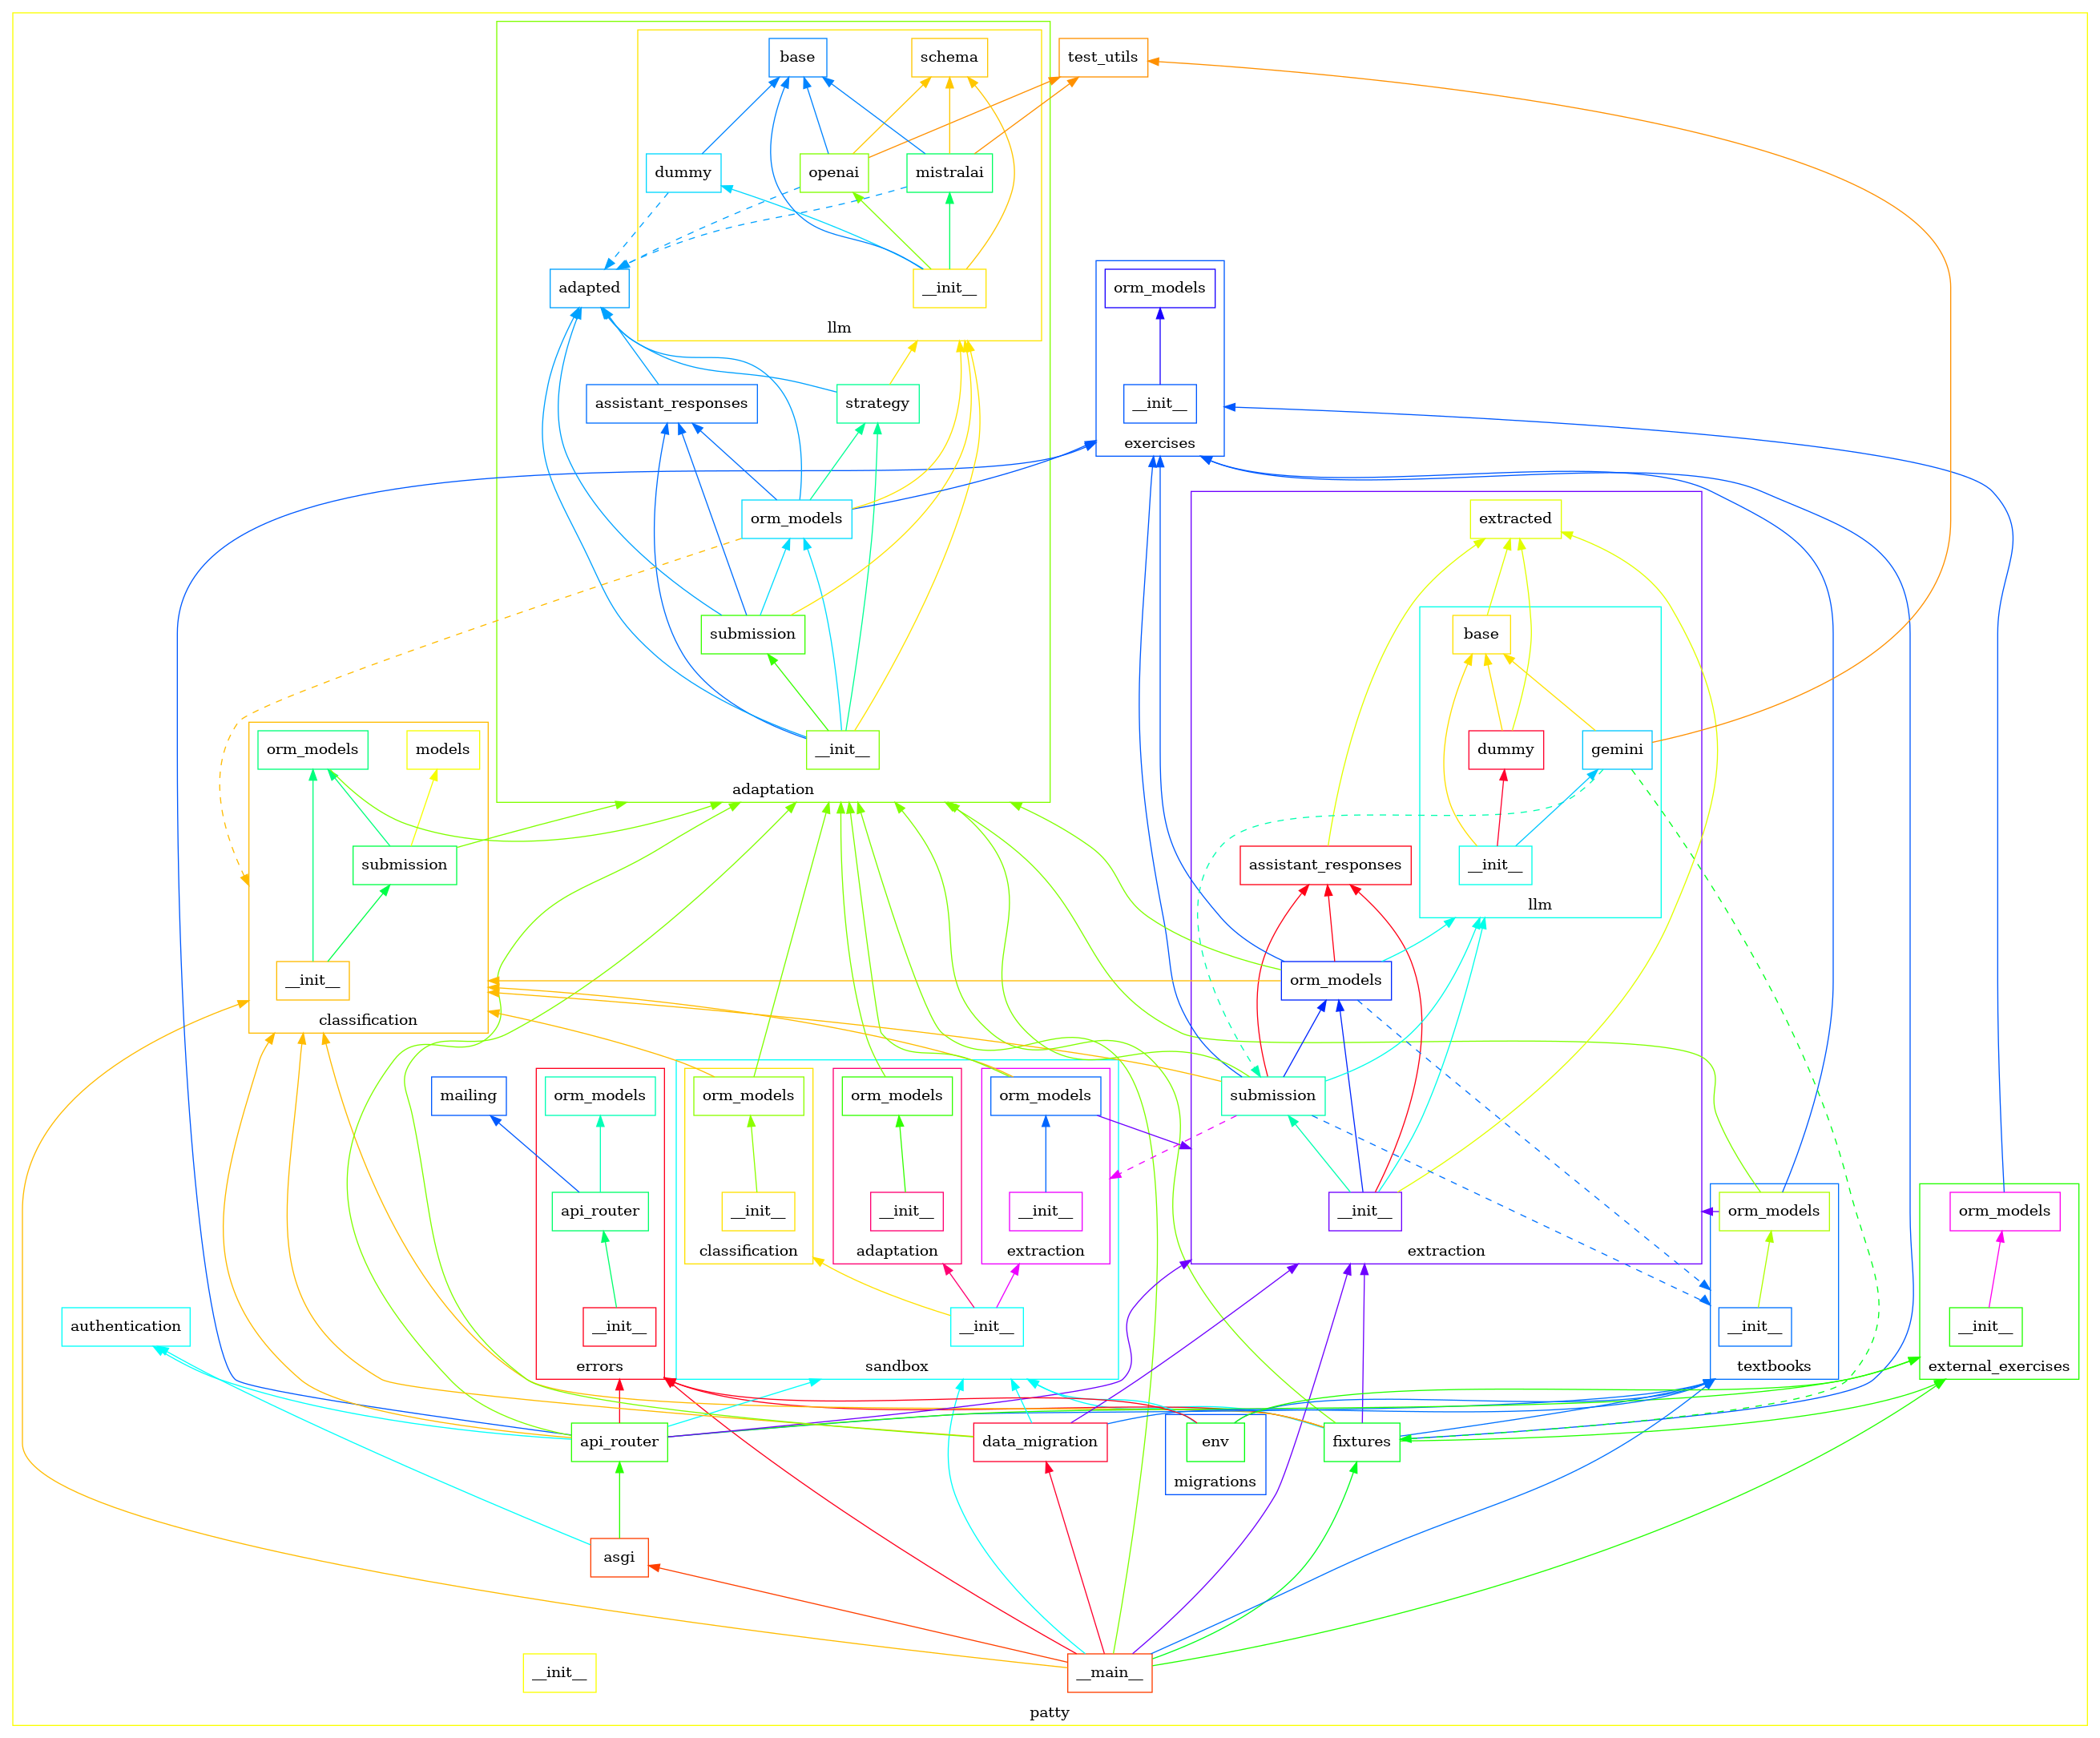 base
schema
test_utils
dummy
openai
mistralai
adapted
__init__
llm
orm_models
__init__
exercises
assistant_responses
strategy
orm_models
submission
__init__
adaptation
extracted
base
dummy
gemini
__init__
llm
assistant_responses
orm_models
submission
__init__
extraction
orm_models
models
submission
__init__
classification
mailing
orm_models
api_router
__init__
errors
orm_models
__init__
classification
orm_models
__init__
adaptation
orm_models
__init__
extraction
__init__
sandbox
orm_models
__init__
textbooks
orm_models
__init__
external_exercises
authentication
api_router
data_migration
env
migrations
fixtures
asgi
__init__
__main__
patty